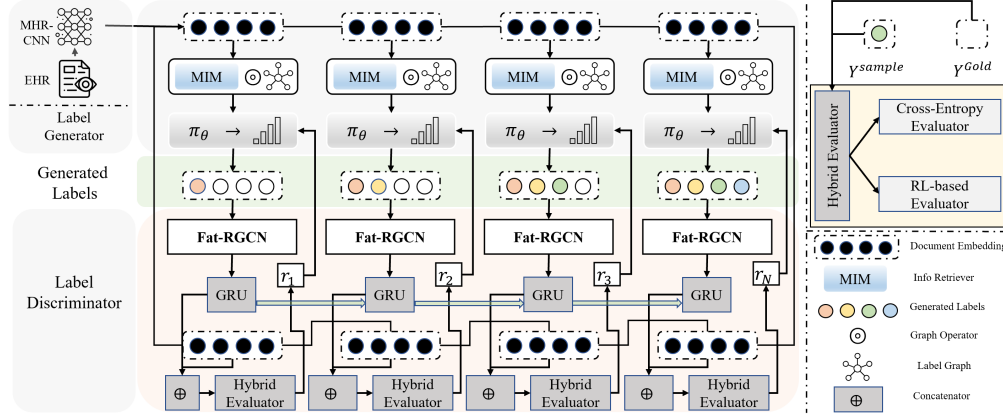 MHR-
CNN
EHR
Label
Generator
MIM
MIM
MIM
MIM
π_θ →
π_θ →
π_θ →
π_θ →
Generated
Labels
Fat-RGCN
Fat-RGCN
Fat-RGCN
Fat-RGCN
Label
Discriminator
r_1
r_2
r_3
r_N
GRU
GRU
GRU
GRU
⊕
Hybrid
Evaluator
⊕
Hybrid
Evaluator
⊕
Hybrid
Evaluator
⊕
Hybrid
Evaluator
Y^sample
Y^Gold
Hybrid Evaluator
Cross-Entropy
Evaluator
RL-based
Evaluator
Document Embedding
MIM
Info Retriever
Generated Labels
Graph Operator
Label Graph
⊕
Concatenator